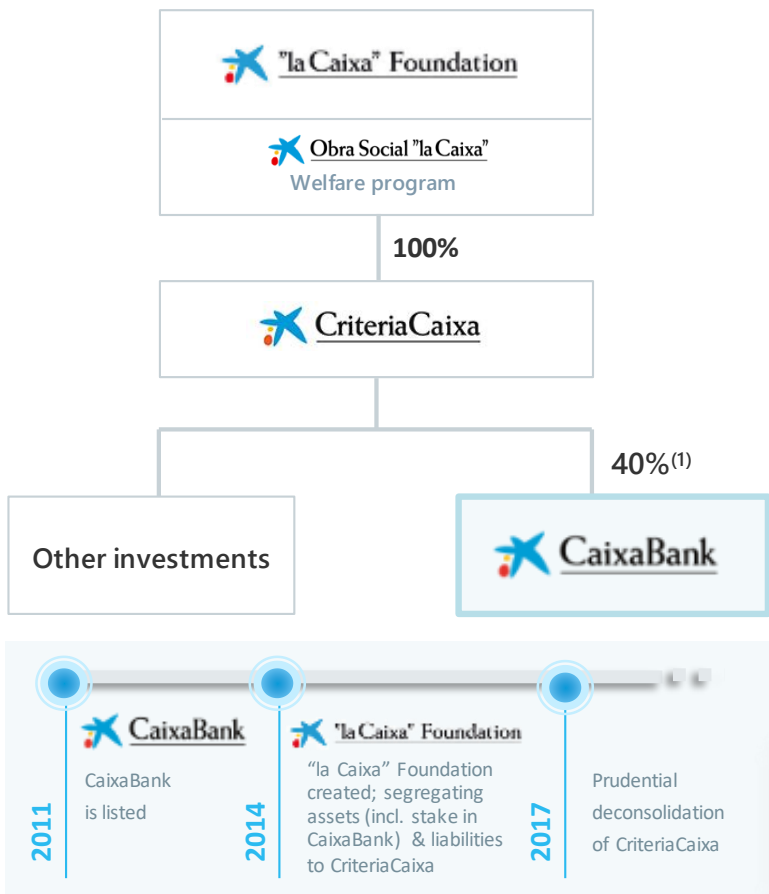 "la Caixa" Foundation
Obra Social "la Caixa"
Welfare program
100%
CriteriaCaixa
40%(1)
Other investments
CaixaBank
2011
CaixaBank
CaixaBank
is listed
2014
"la Caixa" Foundation
“la Caixa” Foundation
created; segregating
assets (incl. stake in
CaixaBank) & liabilities
to CriteriaCaixa
2017
Prudential
deconsolidation
of CriteriaCaixa